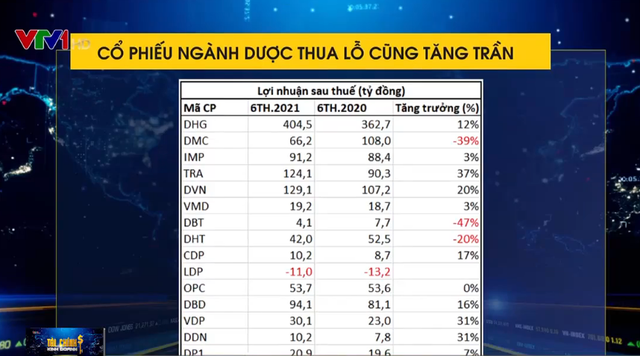 VTV1
CỔ PHIẾU NGÀNH DƯỢC THUA LỖ CŨNG TĂNG TRẦN
Lợi nhuận sau thuế (tỷ đồng)
Mã CP 6TH.2021 6TH.2020 Tăng trưởng (%)
DHG 404,5 362,7 12%
DMC 66,2 108,0 -39%
IMP 91,2 88,4 3%
TRA 124,1 90,3 37%
DVN 129,1 107,2 20%
VMD 19,2 18,7 3%
DBT 4,1 7,7 -47%
DHT 42,0 52,5 -20%
CDP 10,2 8,7 17%
LDP -11,0 -13,2
OPC 53,7 53,6 0%
DBD 94,1 81,1 16%
VDP 30,1 23,0 31%
DDN 10,2 7,8 31%
DP1 20,9 19,6 7%
TÀI CHÍNH
KINH DOANH